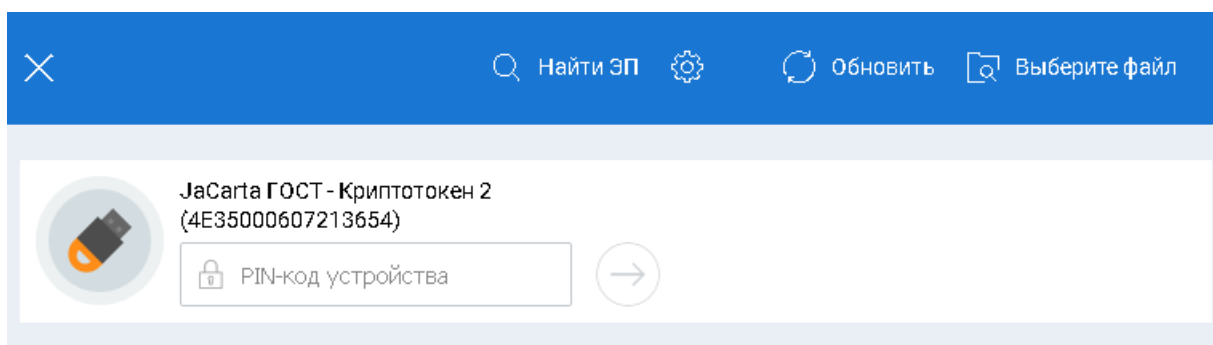 Найти ЭП Обновить Выберите файл
JaCarta ГОСТ - Криптотокен 2
(4E35000607213654)
PIN-код устройства